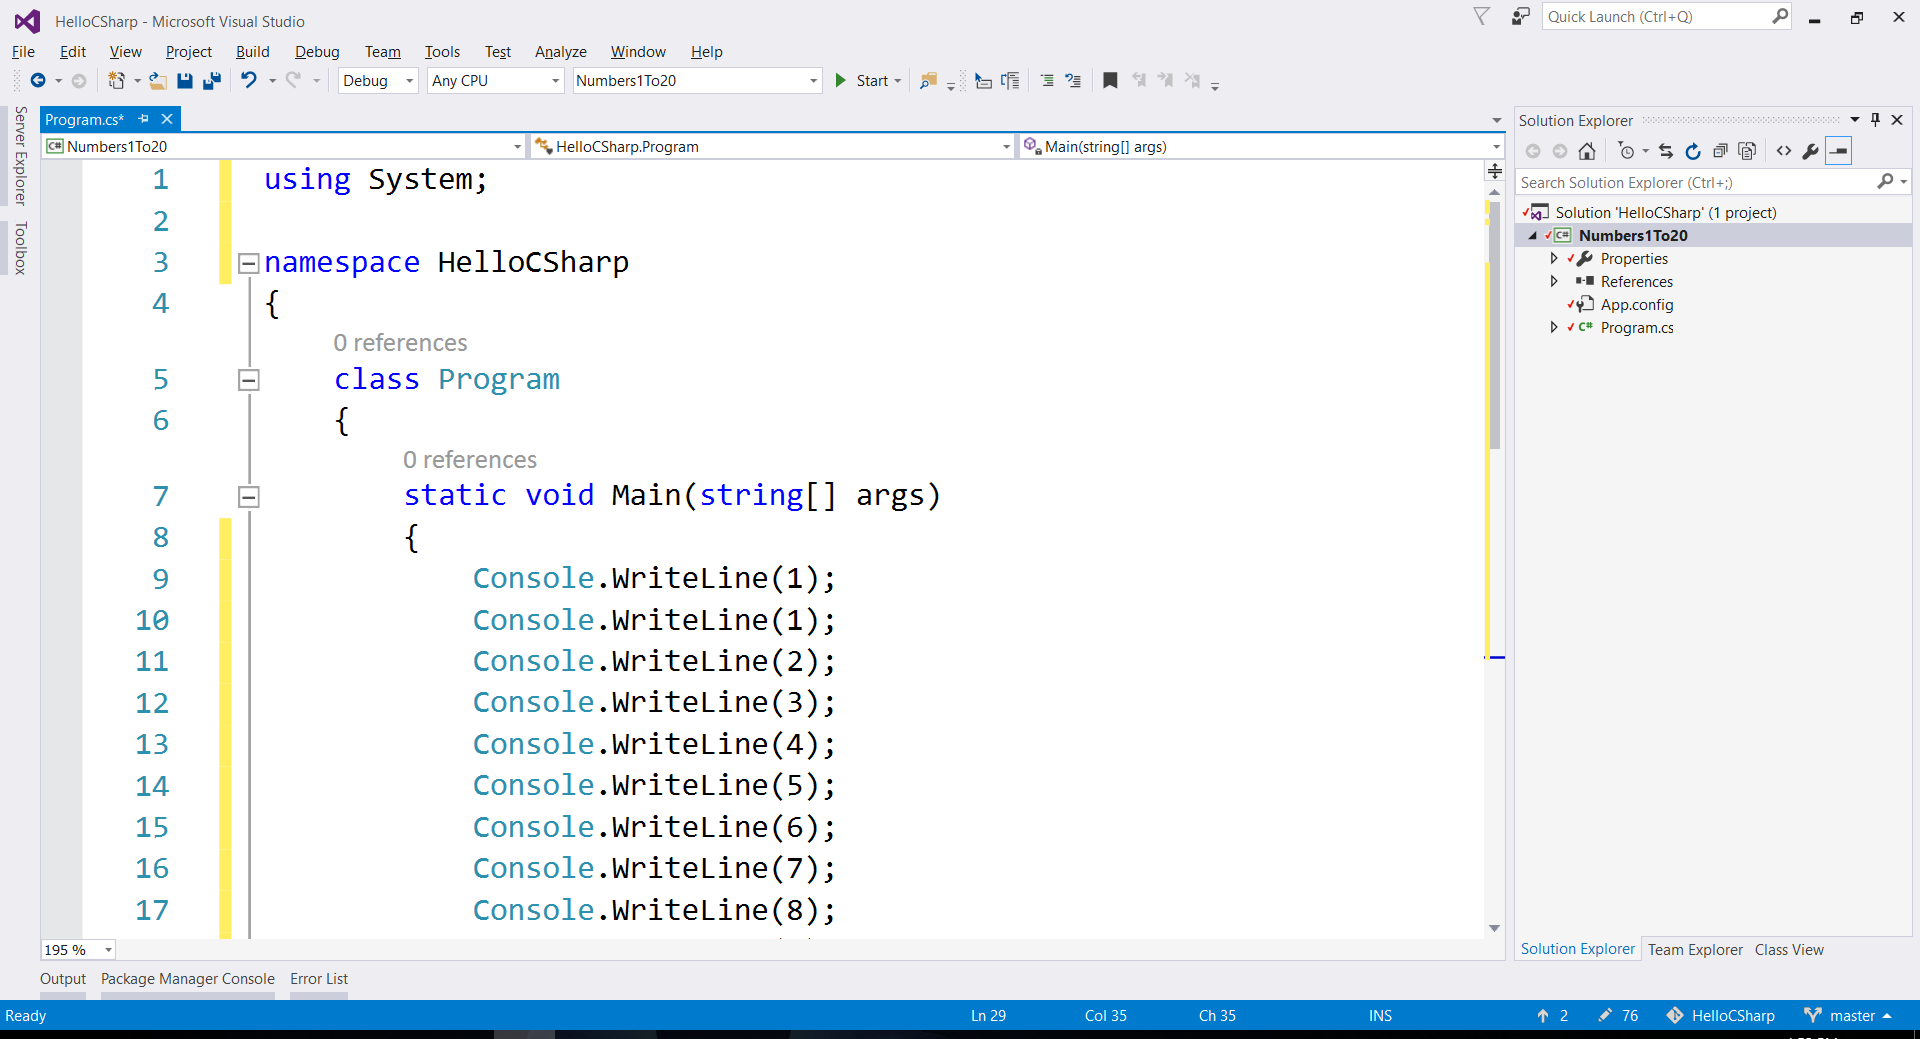 HelloCSharp - Microsoft Visual Studio
Quick Launch (Ctrl+Q)
File Edit View Project Build Debug Team Tools Test Analyze Window Help
Debug Any CPU Numbers1To20 Start
Server Explorer
Toolbox
Program.cs*
Numbers1To20 HelloCSharp.Program Main(string[] args)
1 using System;
2
3 namespace HelloCSharp
4 {
0 references
5 class Program
6 {
0 references
7 static void Main(string[] args)
8 {
9 Console.WriteLine(1);
10 Console.WriteLine(1);
11 Console.WriteLine(2);
12 Console.WriteLine(3);
13 Console.WriteLine(4);
14 Console.WriteLine(5);
15 Console.WriteLine(6);
16 Console.WriteLine(7);
17 Console.WriteLine(8);
195 %
Solution Explorer
Search Solution Explorer (Ctrl+;)
Solution 'HelloCSharp' (1 project)
C# Numbers1To20
Properties
References
App.config
C# Program.cs
Solution Explorer Team Explorer Class View
Output Package Manager Console Error List
Ready Ln 29 Col 35 Ch 35 INS 2 76 HelloCSharp master